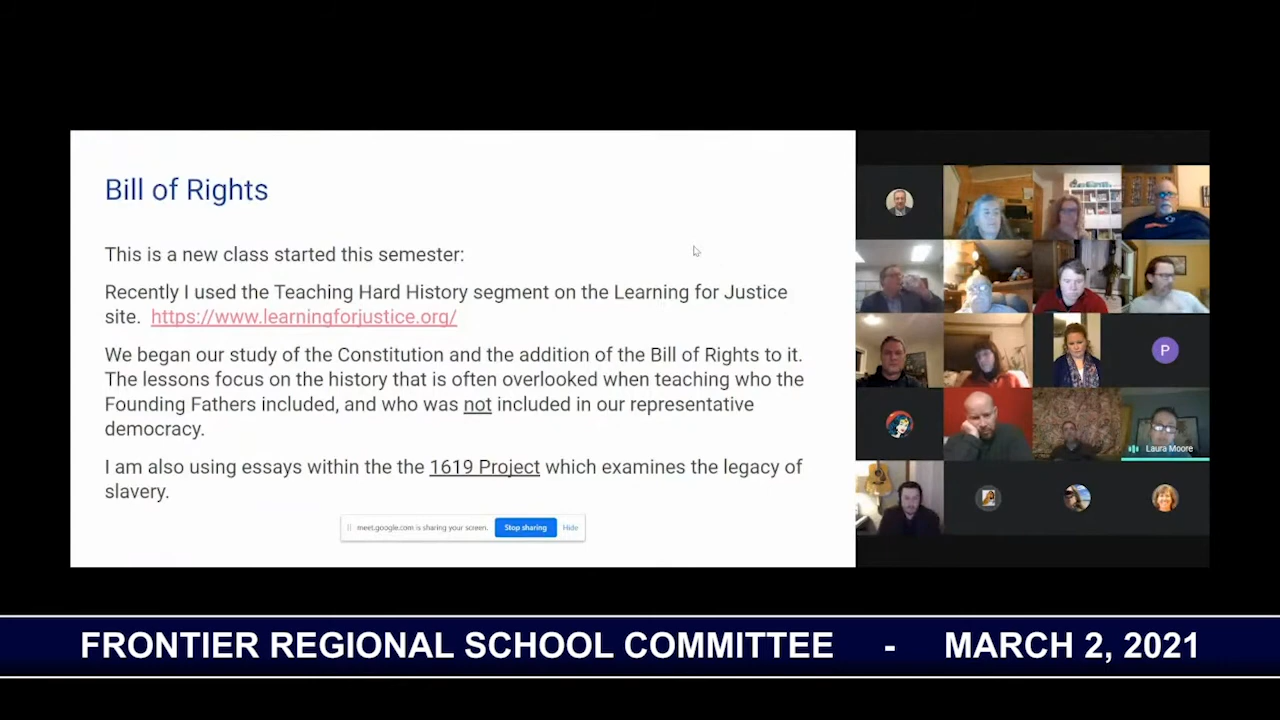 Bill of Rights
This is a new class started this semester:
Recently I used the Teaching Hard History segment on the Learning for Justice
site. https://www.learningforjustice.org/
We began our study of the Constitution and the addition of the Bill of Rights to it.
The lessons focus on the history that is often overlooked when teaching who the
Founding Fathers included, and who was not included in our representative
democracy.
I am also using essays within the the 1619 Project which examines the legacy of
slavery.
meet.google.com is sharing your screen. Stop sharing Hide
P
Laura Moore
FRONTIER REGIONAL SCHOOL COMMITTEE - MARCH 2, 2021